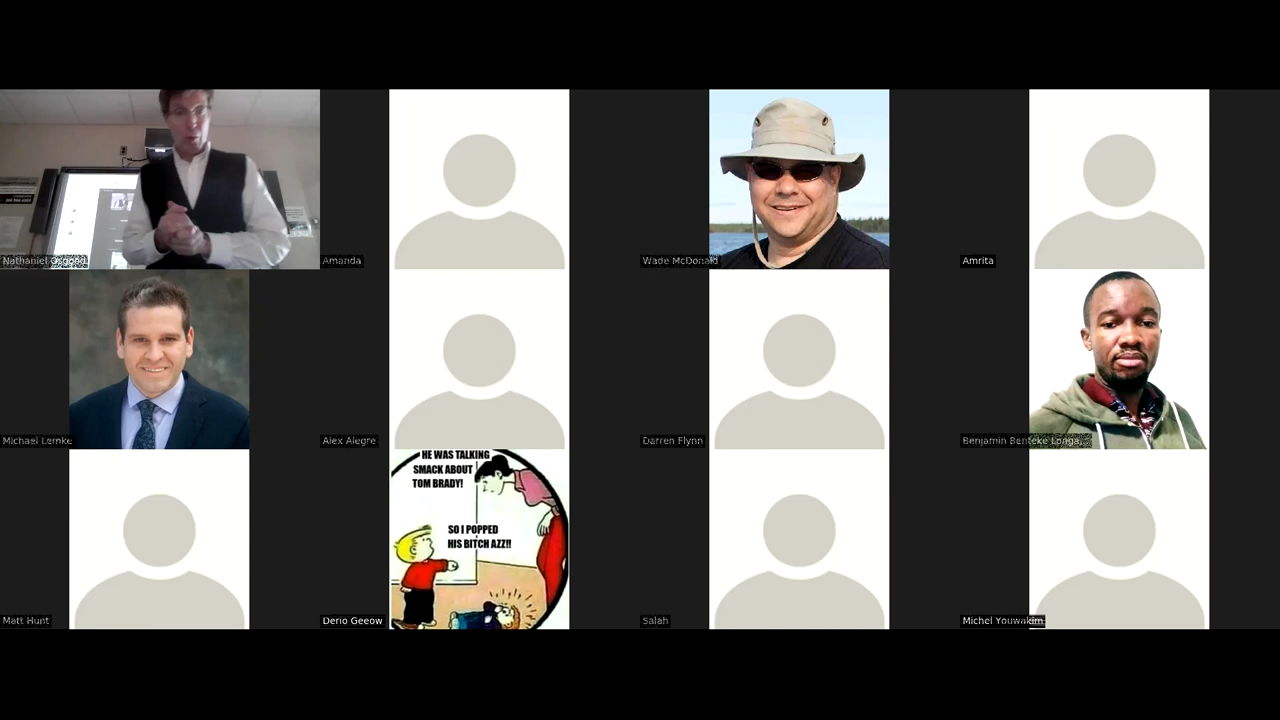 Nathaniel Osgood
Amanda
Wade McDonald
Amrita
Michael Lemke
Alex Alegre
Darren Flynn
Benjamin Benteke Longa...
HE WAS TALKING
SMACK ABOUT
TOM BRADY!
SO I POPPED
HIS BITCH AZZ!!
Matt Hunt
Derio Geeow
Salah
Michel Youwakim